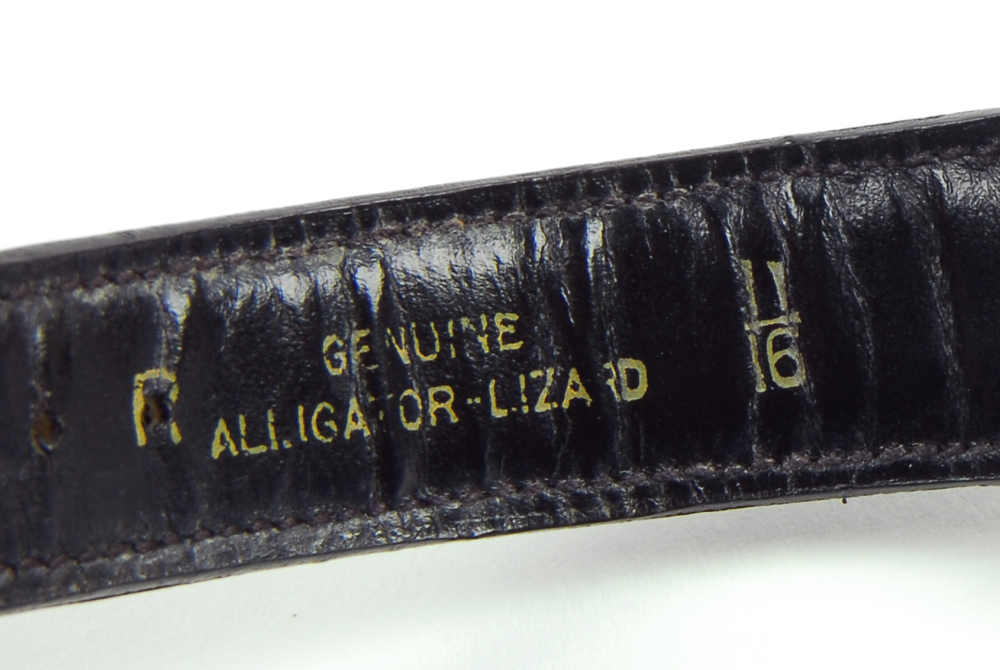 R
GENUINE
ALLIGATOR-LIZARD
11
16